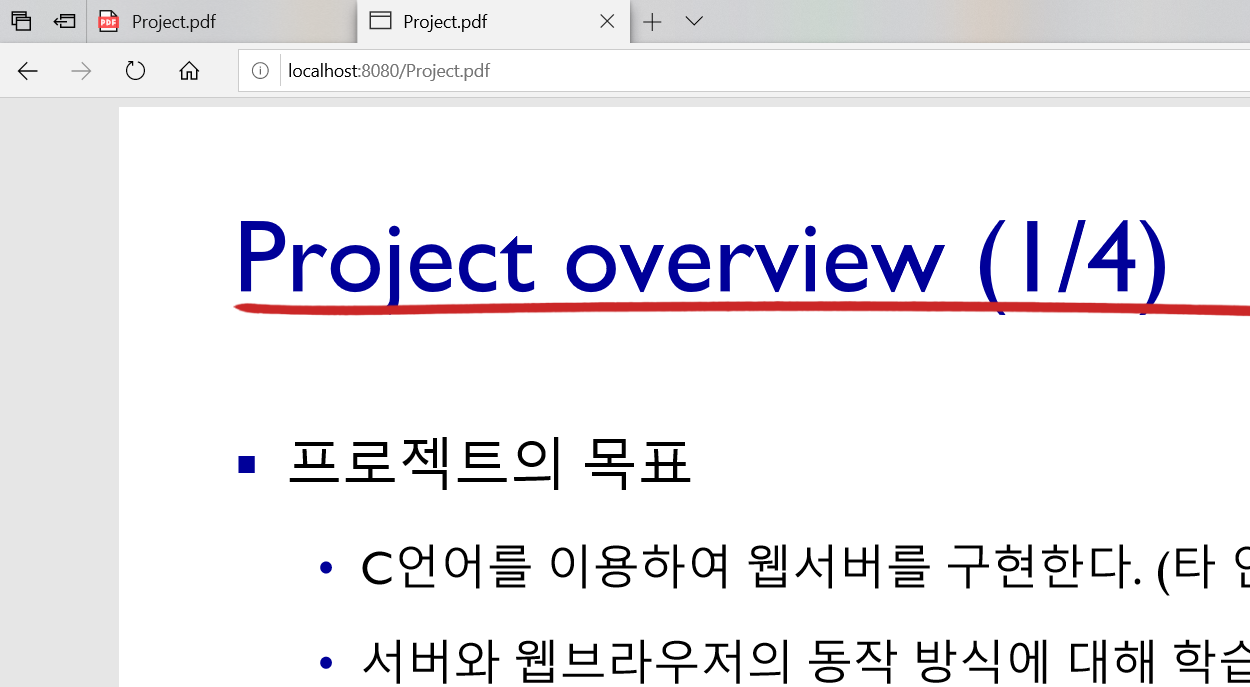 PDF Project.pdf Project.pdf
localhost:8080/Project.pdf
Project overview (1/4)
프로젝트의 목표
C언어를 이용하여 웹서버를 구현한다. (타
서버와 웹브라우저의 동작 방식에 대해 학습